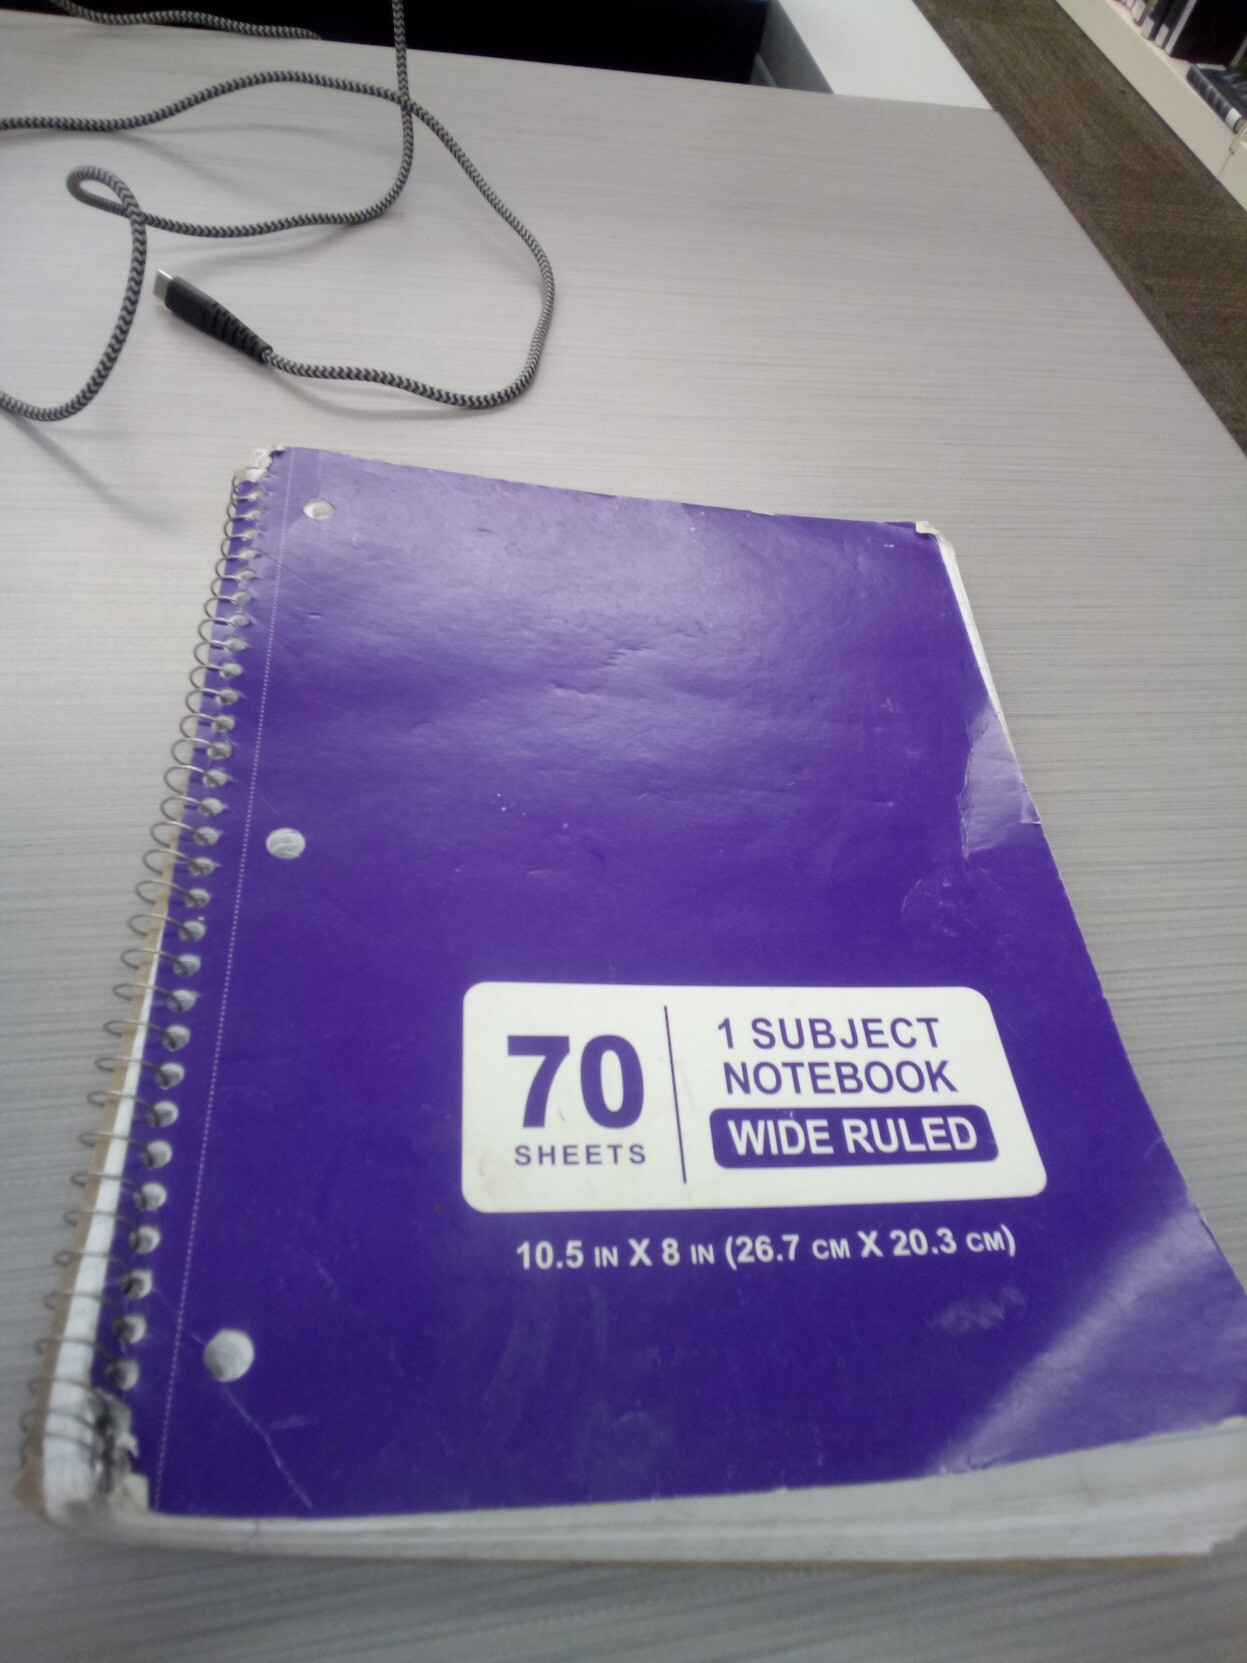 70
SHEETS
1 SUBJECT
NOTEBOOK
WIDE RULED
10.5 IN X 8 IN (26.7 CM X 20.3 CM)